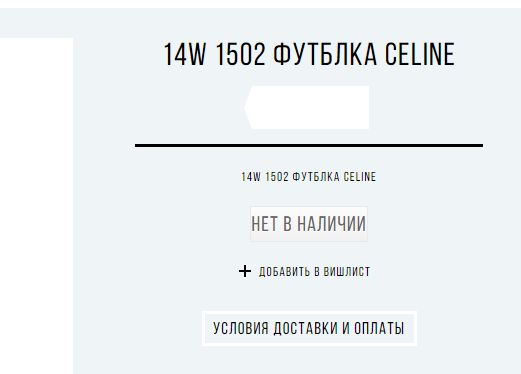 14W 1502 ФУТБЛКА CELINE
14W 1502 ФУТБЛКА CELINE
НЕТ В НАЛИЧИИ
+ ДОБАВИТЬ В ВИШЛИСТ
УСЛОВИЯ ДОСТАВКИ И ОПЛАТЫ